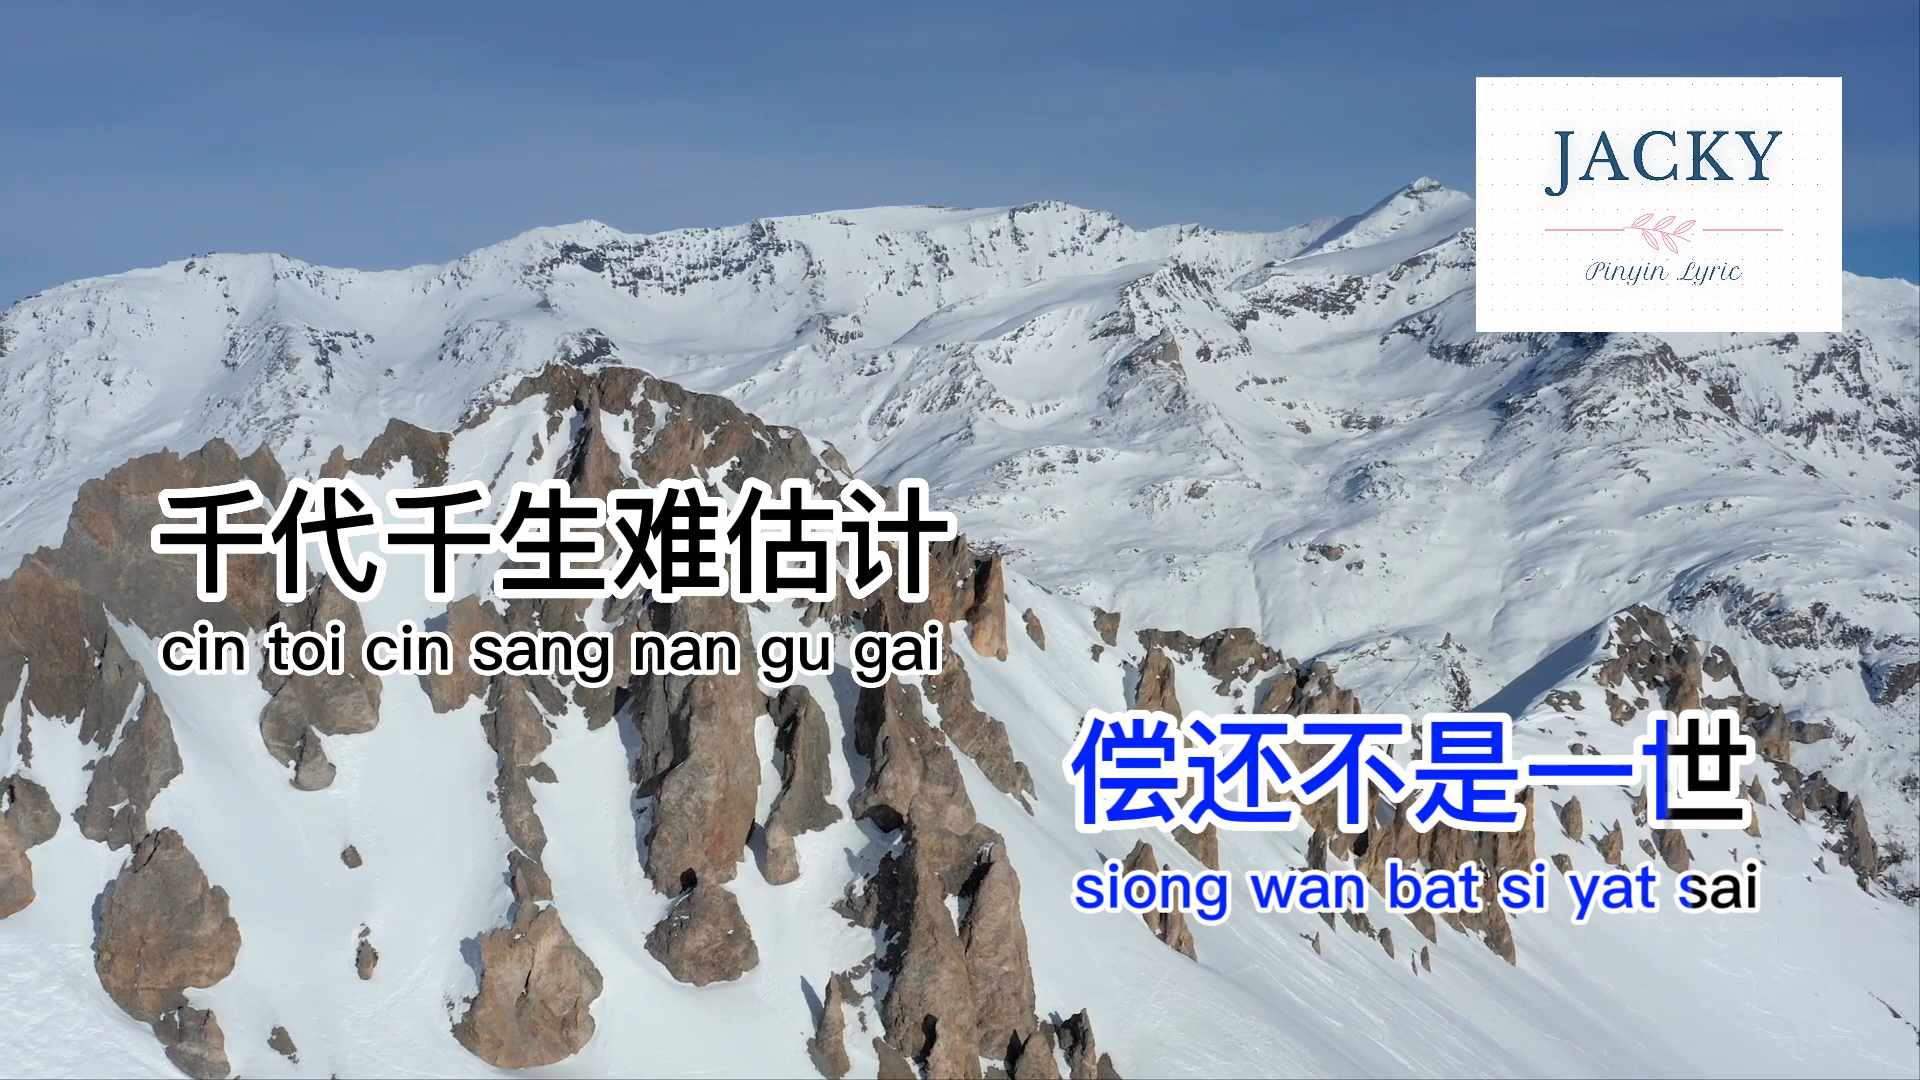 JACKY
Pinyin Lyric
千代千生难估计
cin toi cin sang nan gu gai
偿还不是一世
siong wan bat si yat sai